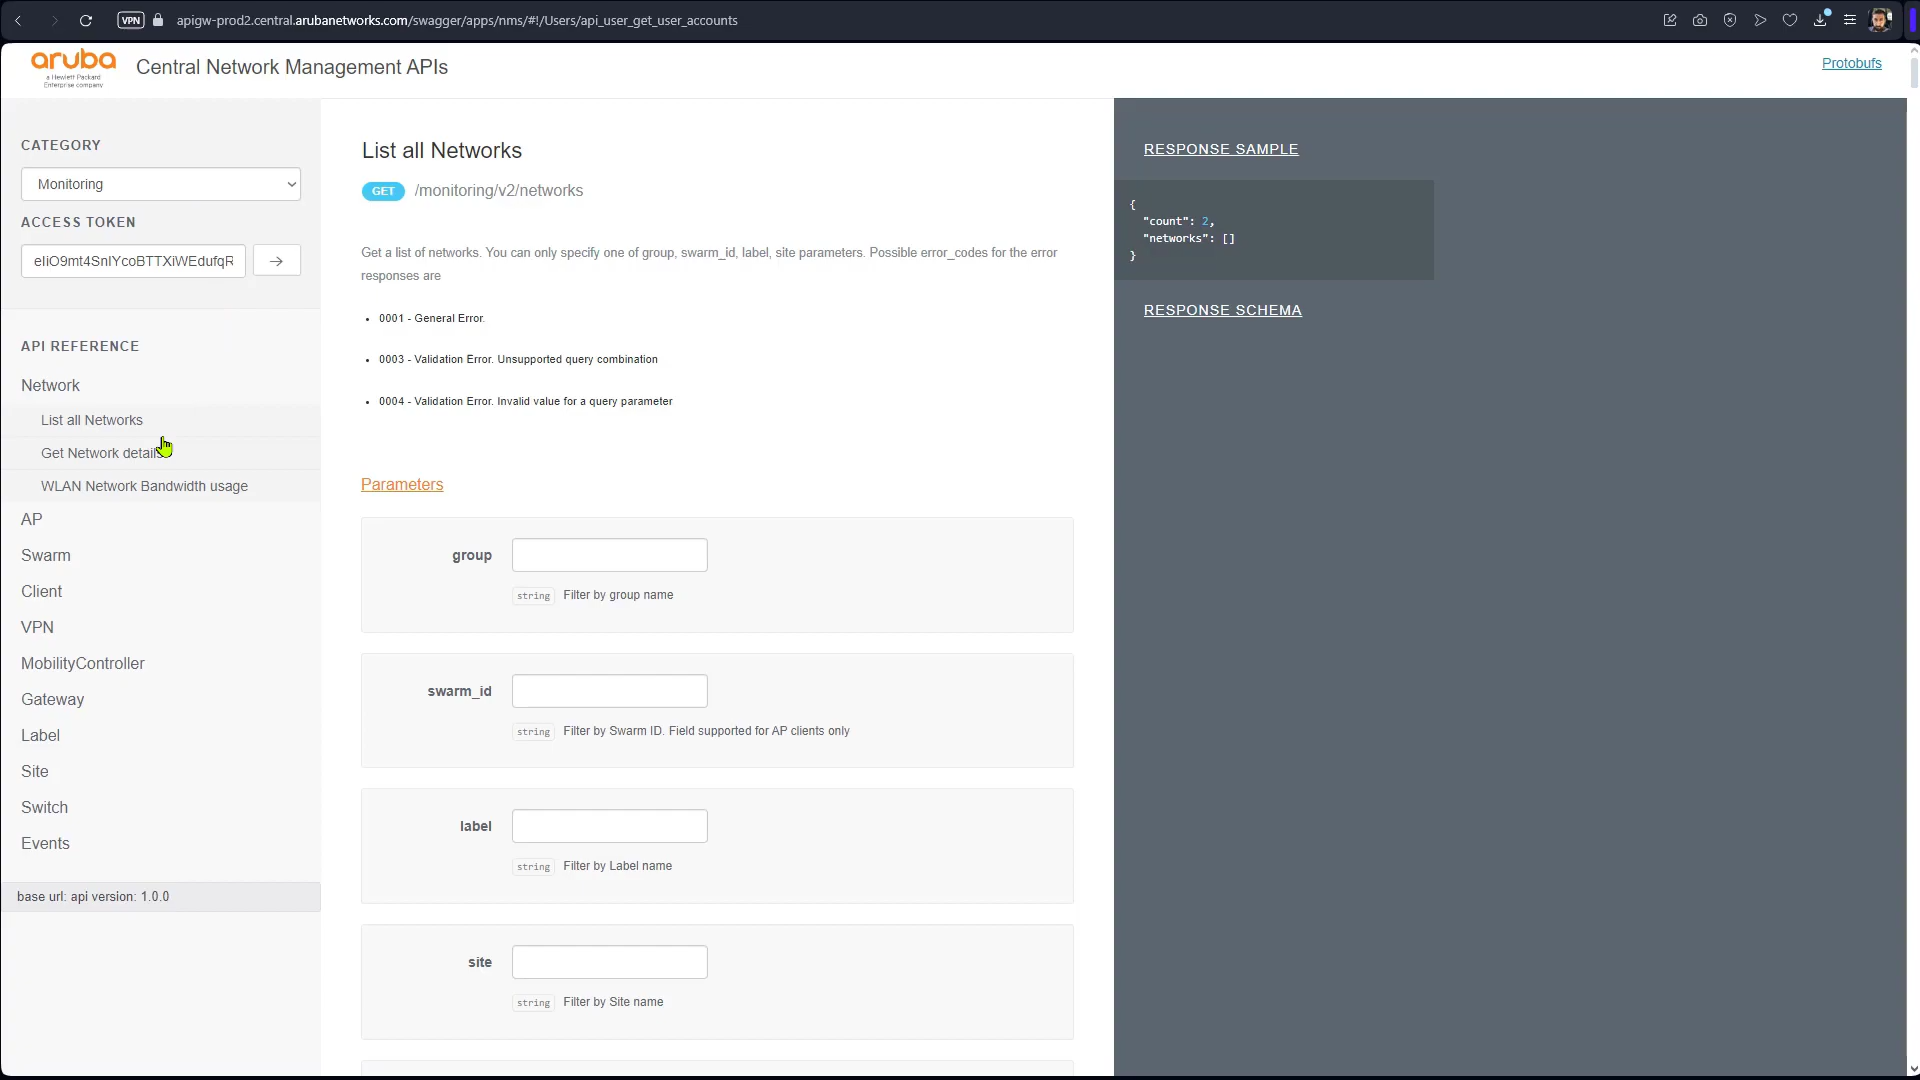 VPN
apigw-prod2.central.arubanetworks.com/swagger/apps/nms/#!/Users/api_user_get_user_accounts
aruba
a Hewlett Packard
Enterprise company
Central Network Management APIs
Protobufs
CATEGORY
Monitoring
ACCESS TOKEN
API REFERENCE
Network
List all Networks
Get Network details
WLAN Network Bandwidth usage
AP
Swarm
Client
VPN
MobilityController
Gateway
Label
Site
Switch
Events
base url: api version: 1.0.0
List all Networks
GET /monitoring/v2/networks
Get a list of networks. You can only specify one of group, swarm_id, label, site parameters. Possible error_codes for the error
responses are
• 0001 - General Error.
• 0003 - Validation Error. Unsupported query combination
• 0004 - Validation Error. Invalid value for a query parameter
Parameters
group
string Filter by group name
swarm_id
string Filter by Swarm ID. Field supported for AP clients only
label
string Filter by Label name
site
string Filter by Site name
RESPONSE SAMPLE
{
"count": 2,
"networks": []
}
RESPONSE SCHEMA